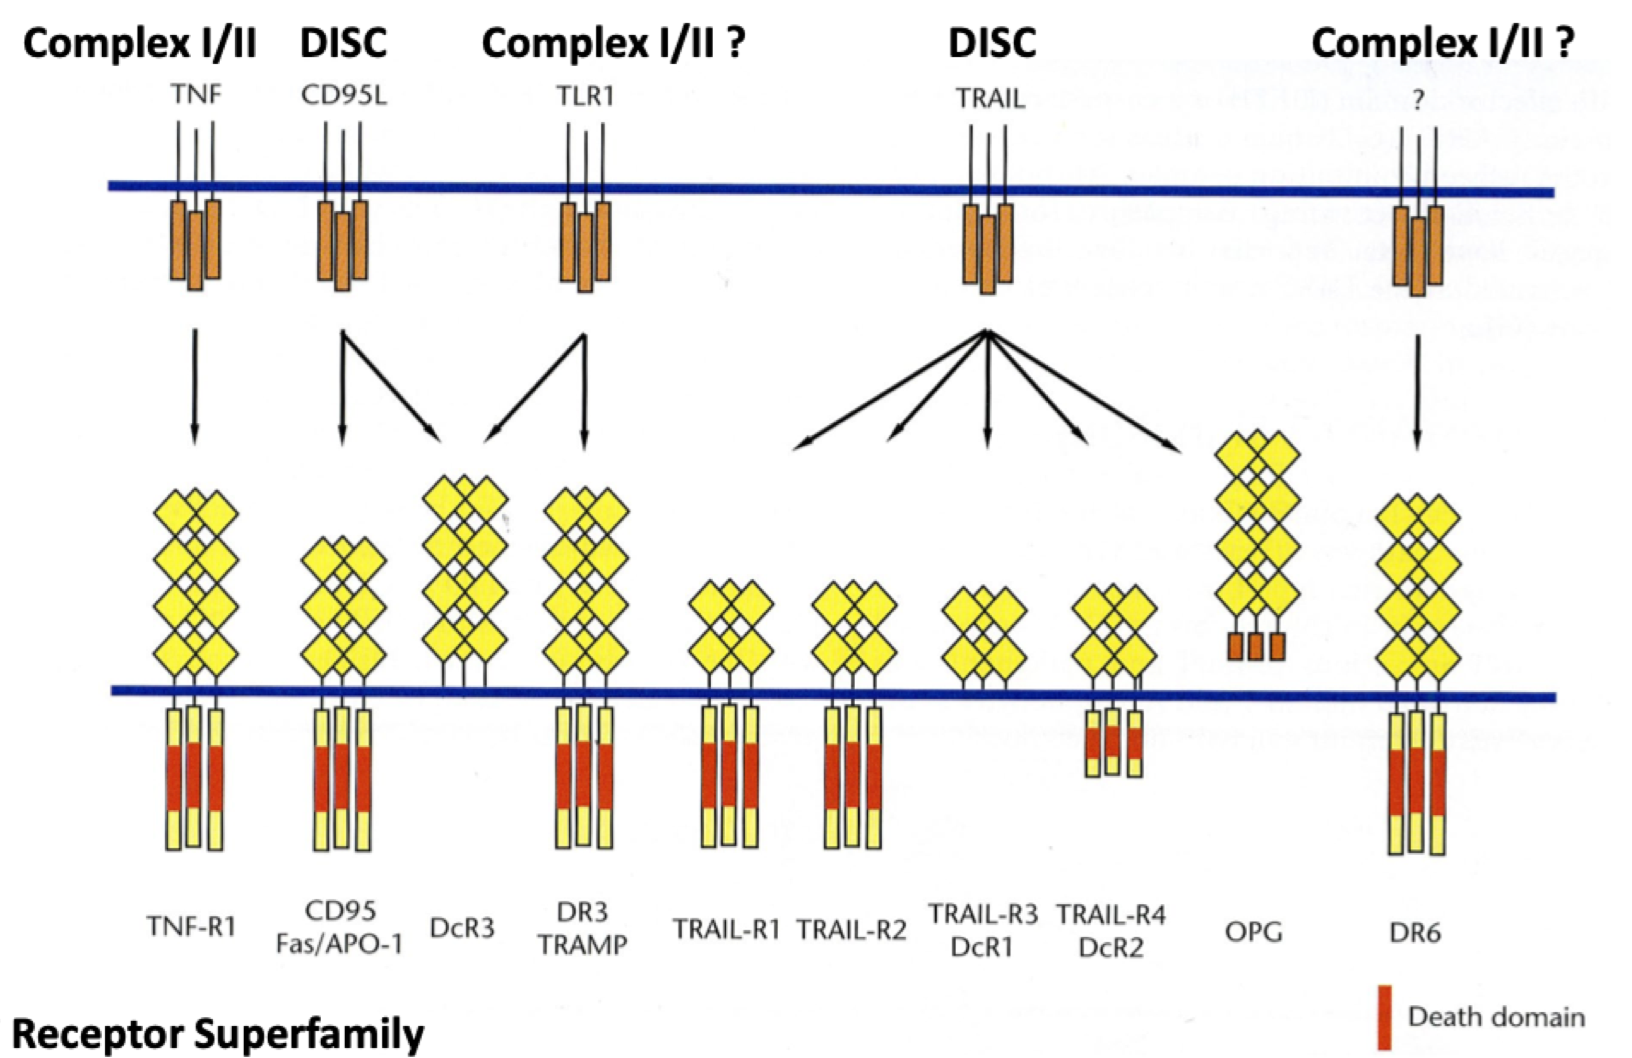 Complex I/II DISC Complex I/II ? DISC Complex I/II ?
TNF CD95L TLR1 TRAIL ?
TNF-R1
CD95
Fas/APO-1
DcR3
DR3
TRAMP
TRAIL-R1
TRAIL-R2
TRAIL-R3
DcR1
TRAIL-R4
DcR2
OPG
DR6
Death domain
Receptor Superfamily